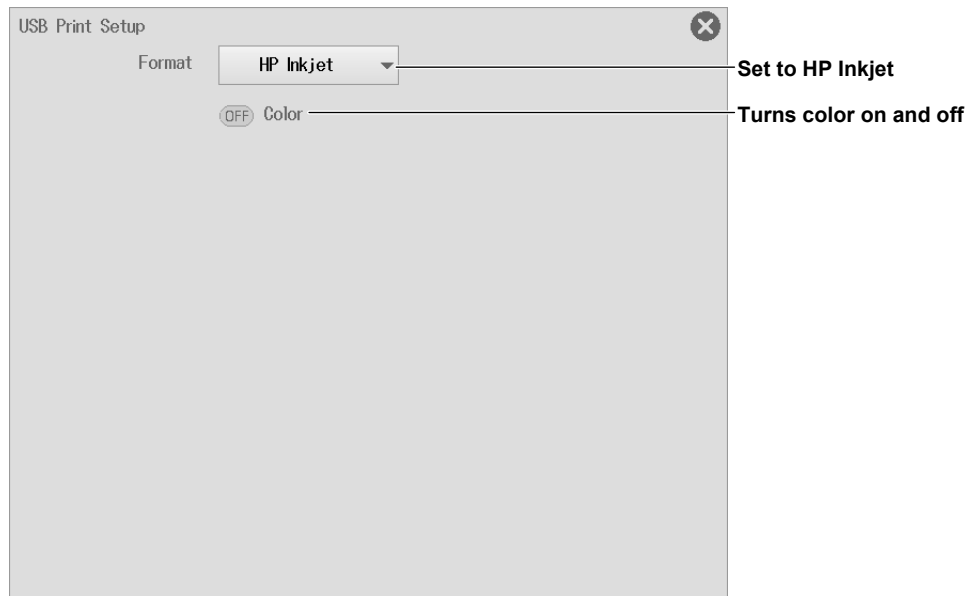 USB Print Setup
Format HP Inkjet
Set to HP Inkjet
OFF Color
Turns color on and off